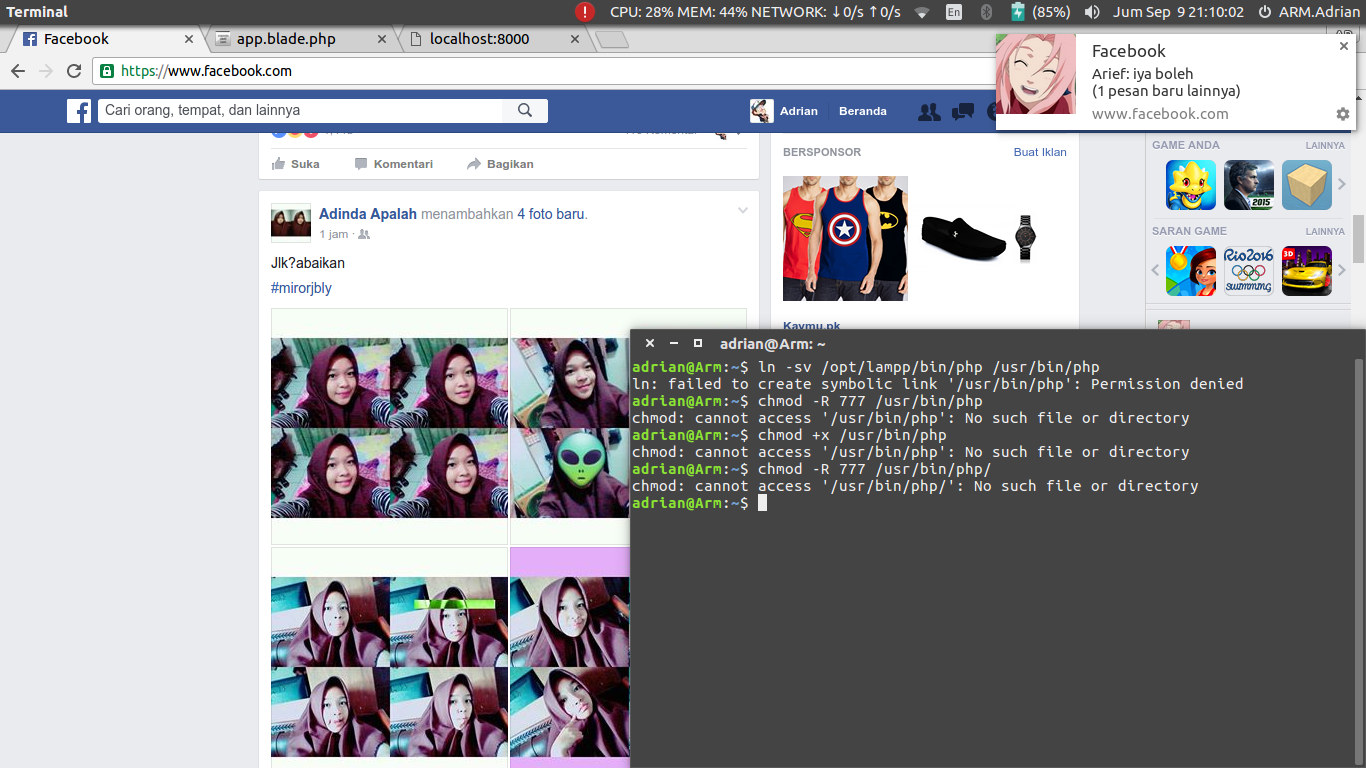 Terminal
CPU: 28% MEM: 44% NETWORK: ↓0/s ↑0/s
En
(85%)
Jum Sep 9 21:10:02
ARM.Adrian
Facebook
app.blade.php
localhost:8000
https://www.facebook.com
Facebook
Arief: iya boleh
(1 pesan baru lainnya)
www.facebook.com
Cari orang, tempat, dan lainnya
Adrian
Beranda
Suka
Komentari
Bagikan
Adinda Apalah menambahkan 4 foto baru.
1 jam
Jlk?abaikan
#mirorjbly
BERSPONSOR
Buat Iklan
Kaymu.pk
GAME ANDA
LAINNYA
2015
SARAN GAME
LAINNYA
Rio2016
swimming
3D
adrian@Arm: ~
adrian@Arm:~$ ln -sv /opt/lampp/bin/php /usr/bin/php
ln: failed to create symbolic link '/usr/bin/php': Permission denied
adrian@Arm:~$ chmod -R 777 /usr/bin/php
chmod: cannot access '/usr/bin/php': No such file or directory
adrian@Arm:~$ chmod +x /usr/bin/php
chmod: cannot access '/usr/bin/php': No such file or directory
adrian@Arm:~$ chmod -R 777 /usr/bin/php/
chmod: cannot access '/usr/bin/php/': No such file or directory
adrian@Arm:~$